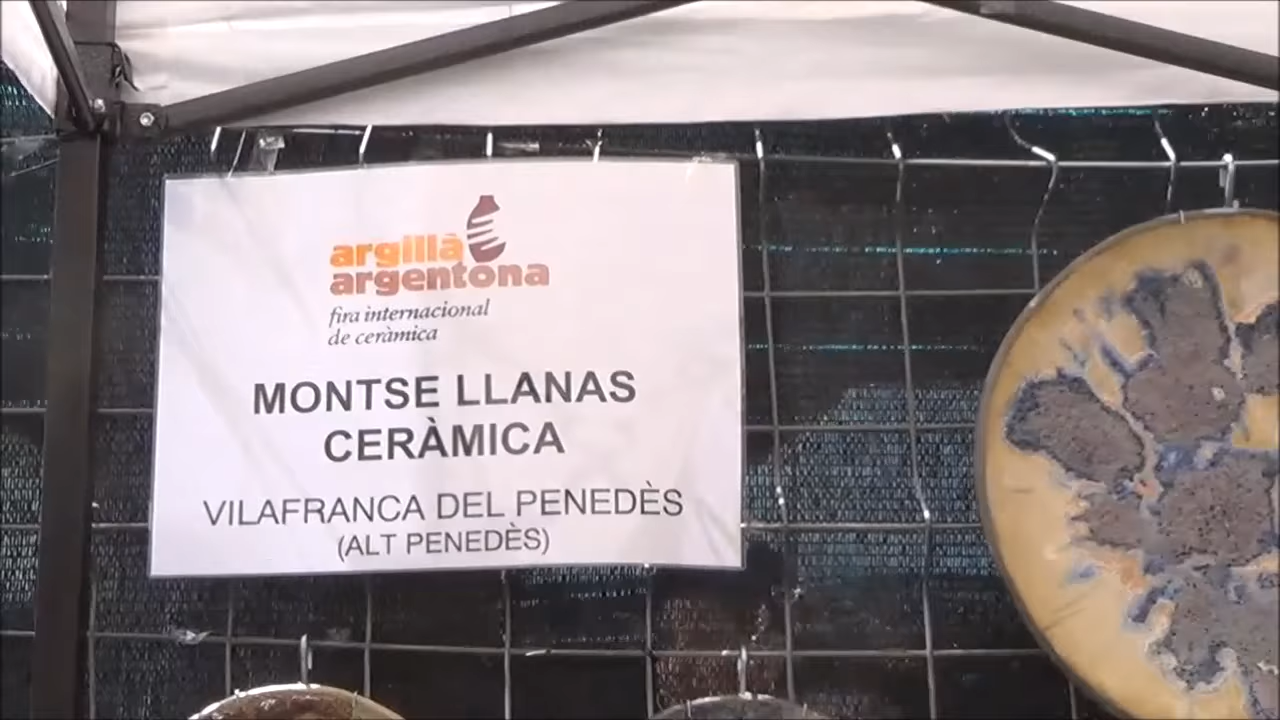 argillà
argentona
fira internacional
de ceràmica
MONTSE LLANAS
CERÀMICA
VILAFRANCA DEL PENEDÈS
(ALT PENEDÈS)